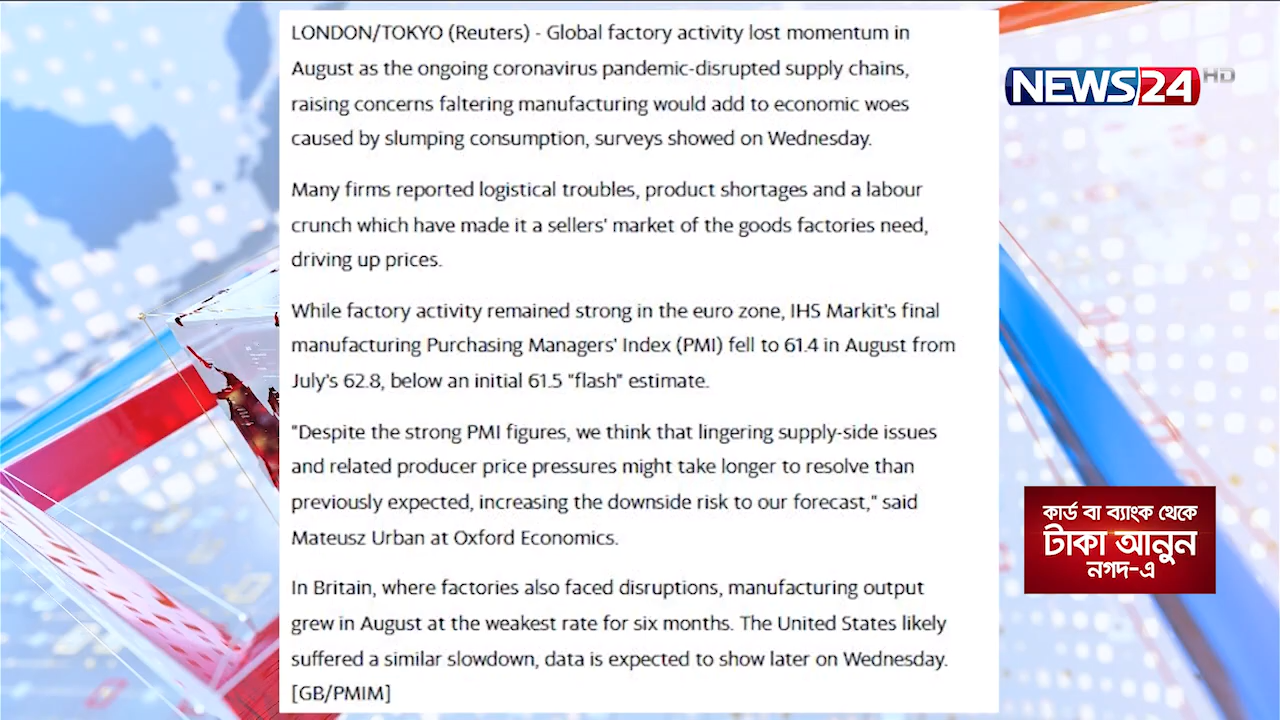 LONDON/TOKYO (Reuters) - Global factory activity lost momentum in
August as the ongoing coronavirus pandemic-disrupted supply chains,
raising concerns faltering manufacturing would add to economic woes
caused by slumping consumption, surveys showed on Wednesday.
Many firms reported logistical troubles, product shortages and a labour
crunch which have made it a sellers' market of the goods factories need,
driving up prices.
While factory activity remained strong in the euro zone, IHS Markit's final
manufacturing Purchasing Managers' Index (PMI) fell to 61.4 in August from
July's 62.8, below an initial 61.5 "flash" estimate.
"Despite the strong PMI figures, we think that lingering supply-side issues
and related producer price pressures might take longer to resolve than
previously expected, increasing the downside risk to our forecast," said
Mateusz Urban at Oxford Economics.
In Britain, where factories also faced disruptions, manufacturing output
grew in August at the weakest rate for six months. The United States likely
suffered a similar slowdown, data is expected to show later on Wednesday.
[GB/PMIM]
NEWS24 HD
কার্ড বা ব্যাংক থেকে
টাকা আনুন
নগদ-এ